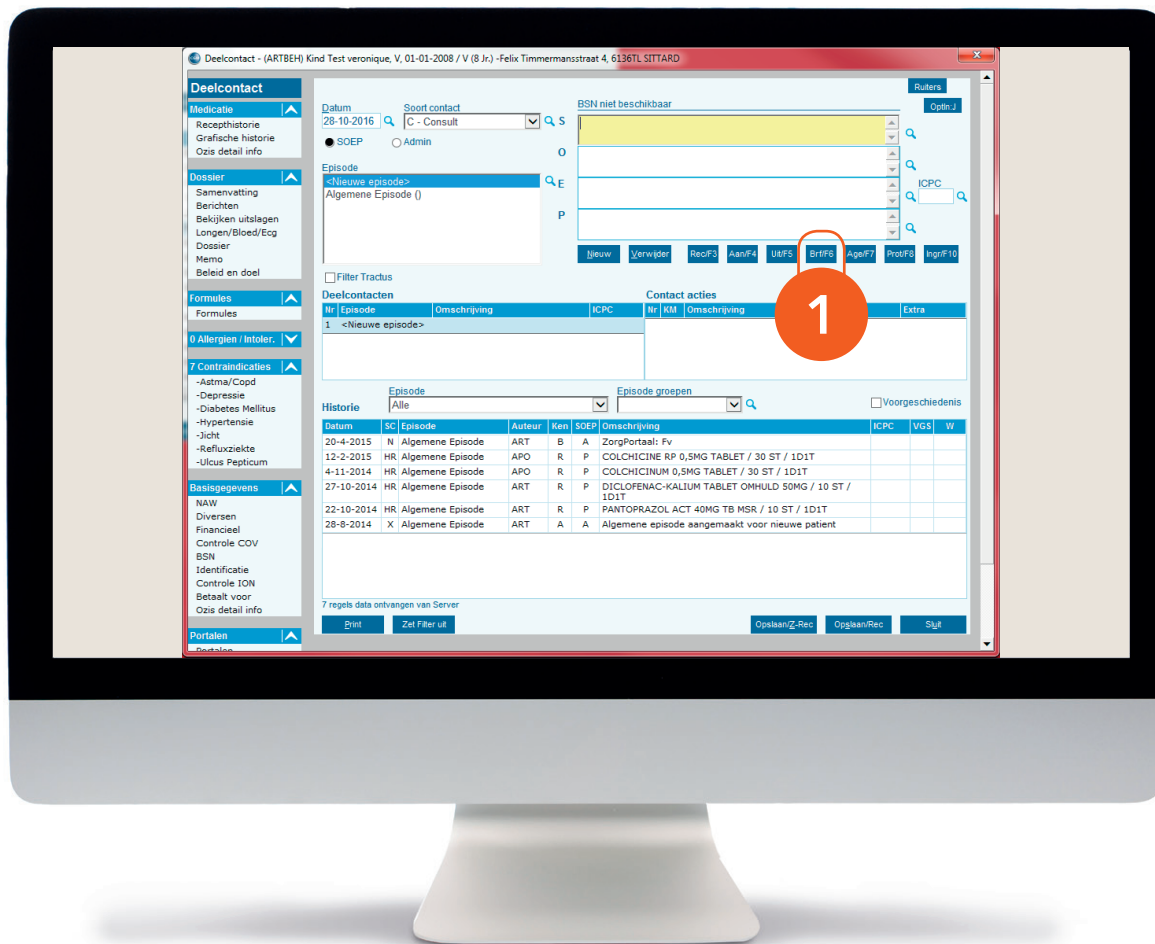 Deelcontact - (ARTBEH) Kind Test veronique, V, 01-01-2008 / V (8 Jr.) -Felix Timmermansstraat 4, 6136TL SITTARD
Deelcontact
Medicatie
Recepthistorie
Grafische historie
Ozis detail info
Dossier
Samenvatting
Berichten
Bekijken uitslagen
Longen/Bloed/Ecg
Dossier
Memo
Beleid en doel
Formules
Formules
0 Allergien / Intoler.
7 Contraindicaties
-Astma/Copd
-Depressie
-Diabetes Mellitus
-Hypertensie
-Jicht
-Refluxziekte
-Ulcus Pepticum
Basisgegevens
NAW
Diversen
Financieel
Controle COV
BSN
Identificatie
Controle ION
Betaalt voor
Ozis detail info
Portalen
Portalen
Ruiters
OptIn:J
Datum Soort contact BSN niet beschikbaar
28-10-2016 C - Consult S
SOEP Admin
O
Episode
<Nieuwe episode> E ICPC
Algemene Episode ()
P
Nieuw Verwijder Rec/F3 Aan/F4 Uit/F5 Brf/F6 Age/F7 Prot/F8 Ingr/F10
1
Filter Tractus
Deelcontacten Contact acties
Nr Episode Omschrijving ICPC Nr KM Omschrijving Extra
1 <Nieuwe episode>
Episode Episode groepen
Historie Alle Voorgeschiedenis
Datum SC Episode Auteur Ken SOEP Omschrijving ICPC VGS W
20-4-2015 N Algemene Episode ART B A ZorgPortaal: Fv
12-2-2015 HR Algemene Episode APO R P COLCHICINE RP 0,5MG TABLET / 30 ST / 1D1T
4-11-2014 HR Algemene Episode APO R P COLCHICINUM 0,5MG TABLET / 30 ST / 1D1T
27-10-2014 HR Algemene Episode ART R P DICLOFENAC-KALIUM TABLET OMHULD 50MG / 10 ST /
1D1T
22-10-2014 HR Algemene Episode ART R P PANTOPRAZOL ACT 40MG TB MSR / 10 ST / 1D1T
28-8-2014 X Algemene Episode ART A A Algemene episode aangemaakt voor nieuwe patient
7 regels data ontvangen van Server
Print Zet Filter uit Opslaan/Z-Rec Opslaan/Rec Sluit